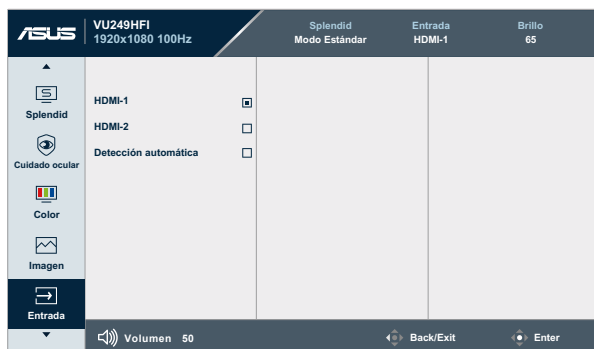 ASUS
VU249HFI
1920x1080 100Hz
Splendid
Modo Estándar
Entrada
HDMI-1
Brillo
65
Splendid
Cuidado ocular
Color
Imagen
Entrada
HDMI-1
HDMI-2
Detección automática
Volumen 50
Back/Exit
Enter